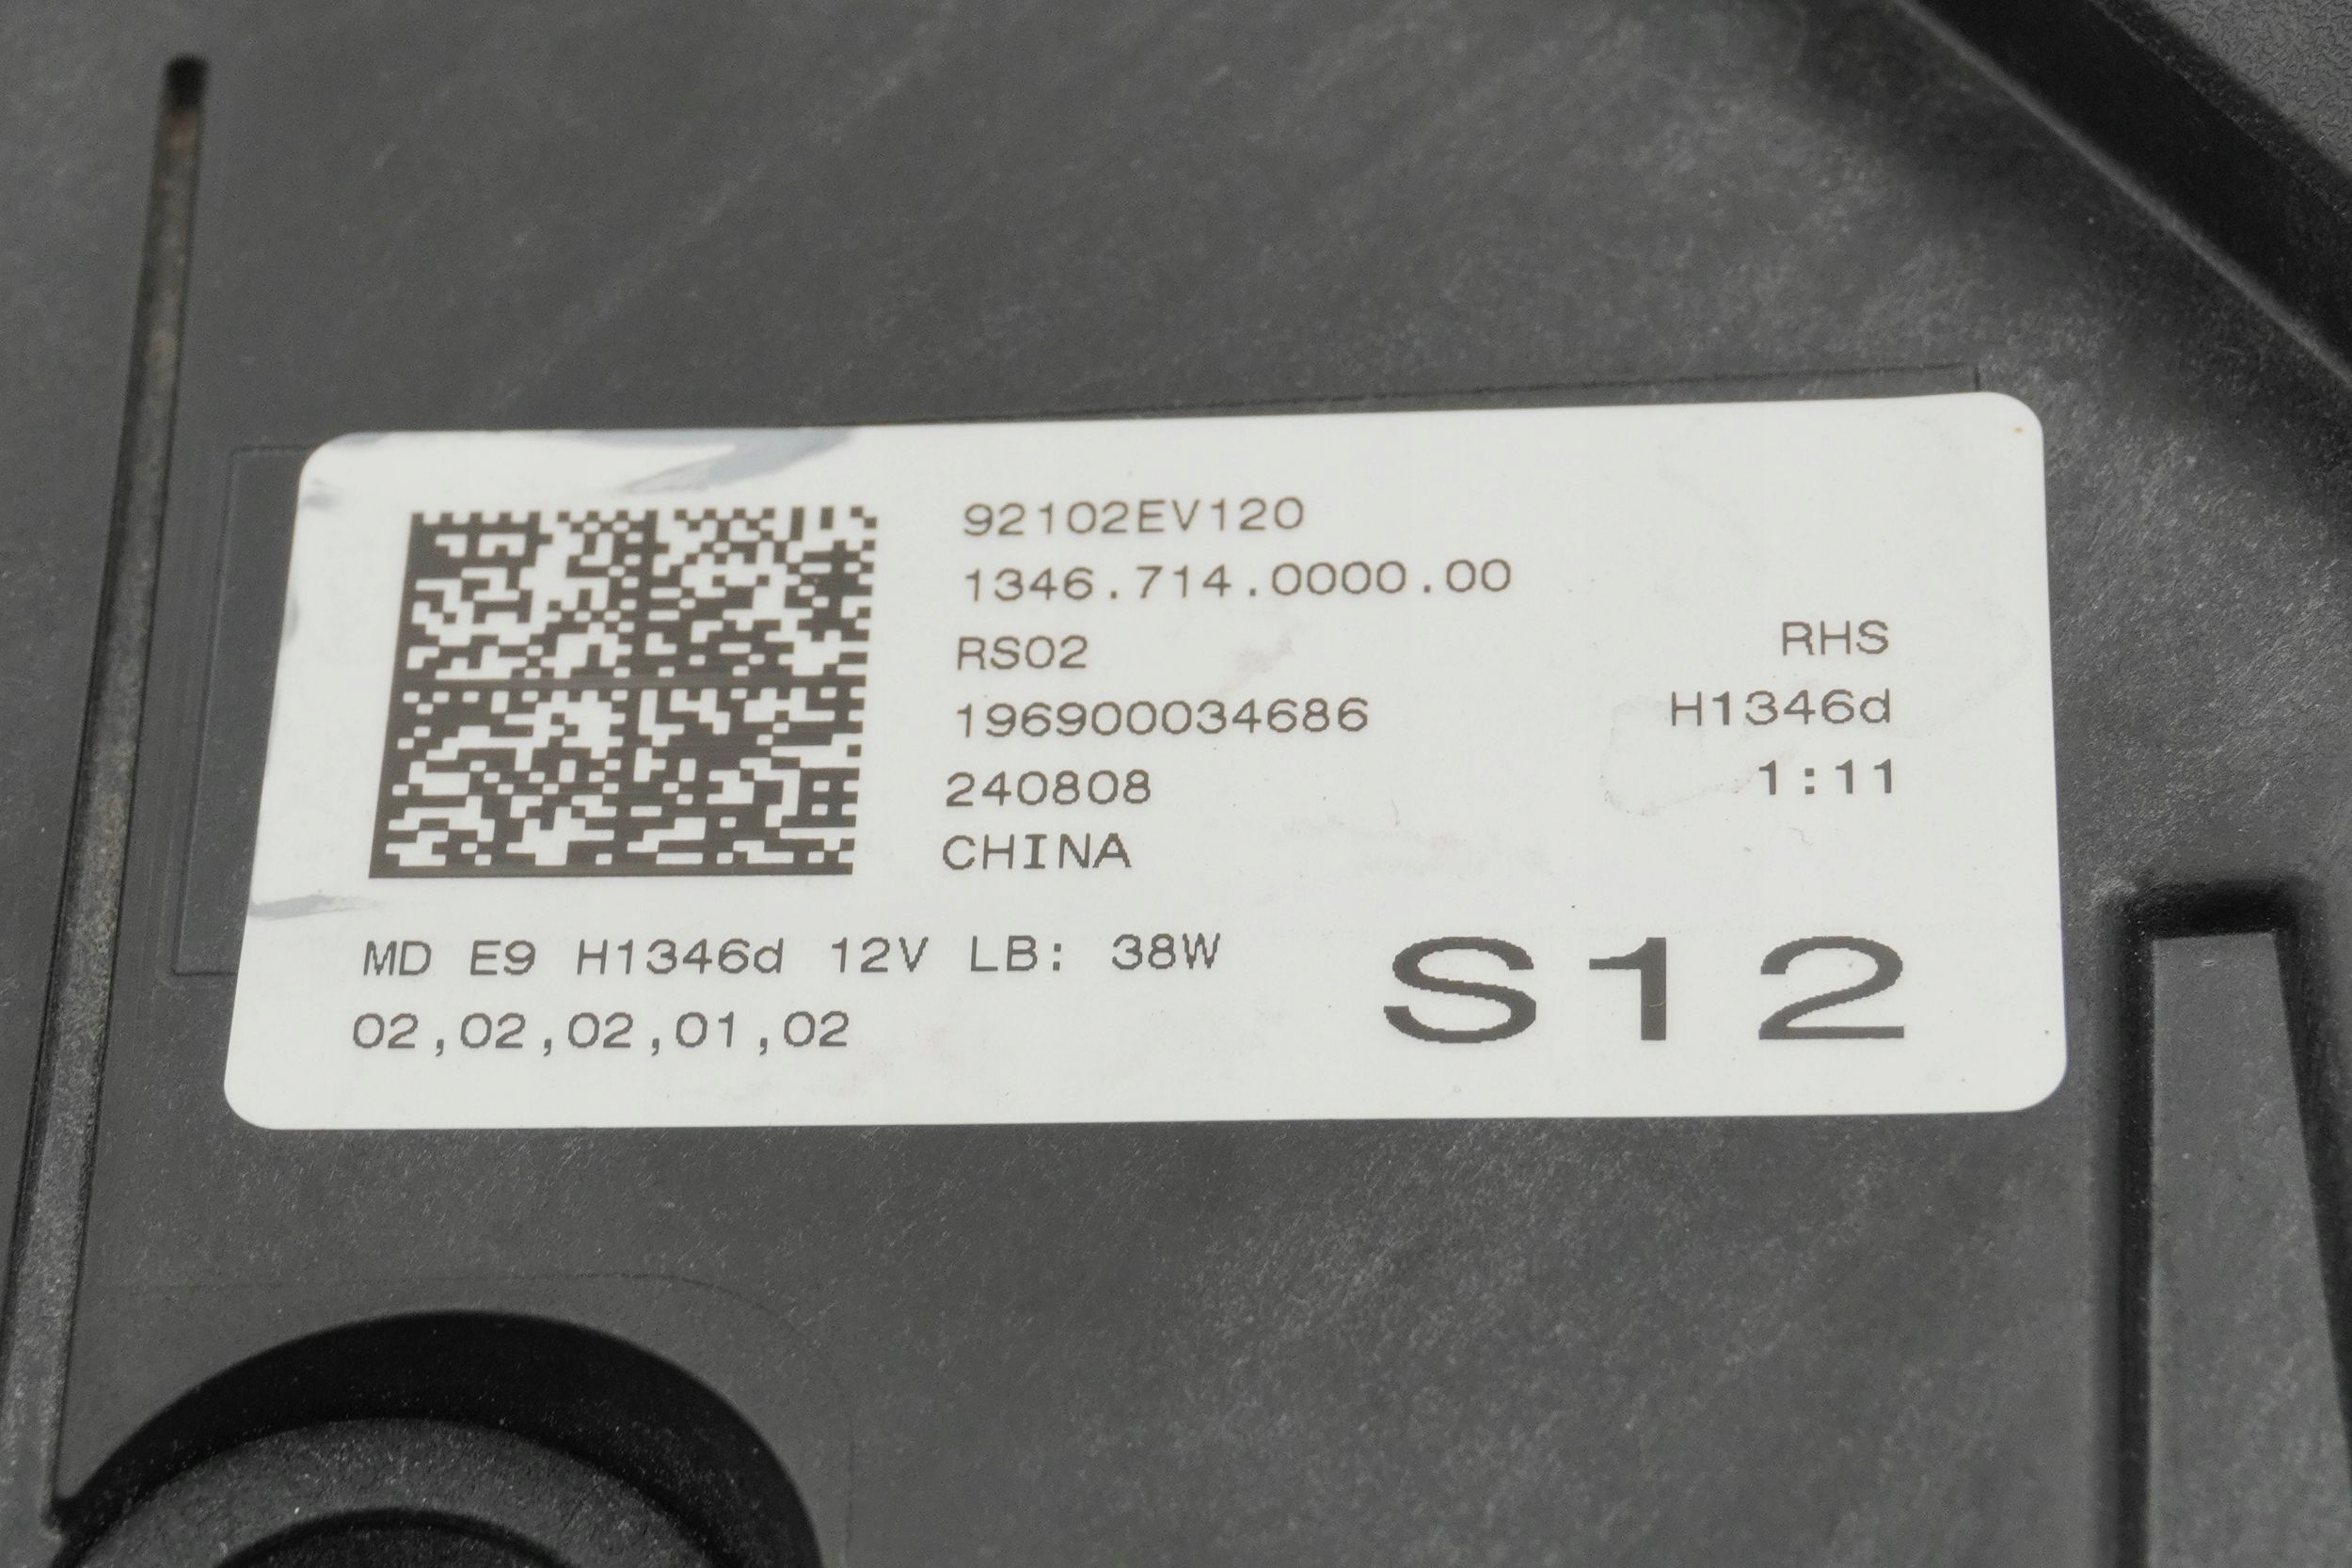 92102EV120
1346.714.0000.00
RS02
RHS
196900034686
H1346d
240808
1:11
CHINA
MD E9 H1346d 12V LB: 38W
S12
02,02,02,01,02